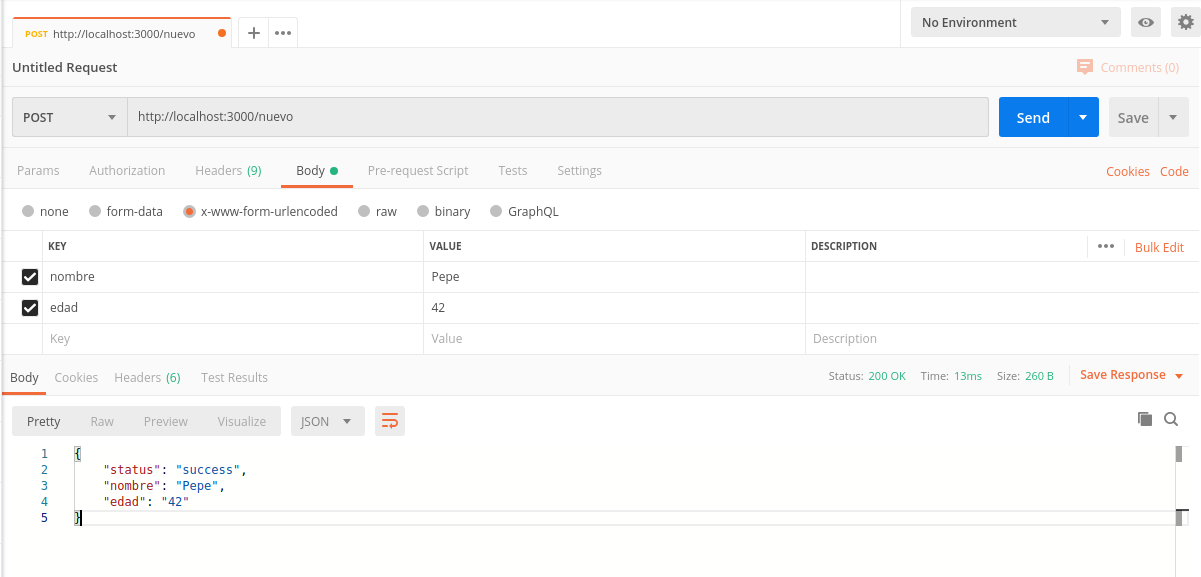 POST http://localhost:3000/nuevo
No Environment
Untitled Request
Comments (0)
POST http://localhost:3000/nuevo Send Save
Params Authorization Headers (9) Body Pre-request Script Tests Settings Cookies Code
none form-data x-www-form-urlencoded raw binary GraphQL
KEY VALUE DESCRIPTION Bulk Edit
nombre Pepe
edad 42
Key Value Description
Body Cookies Headers (6) Test Results Status: 200 OK Time: 13ms Size: 260 B Save Response
Pretty Raw Preview Visualize JSON
1 {
2 "status": "success",
3 "nombre": "Pepe",
4 "edad": "42"
5 }